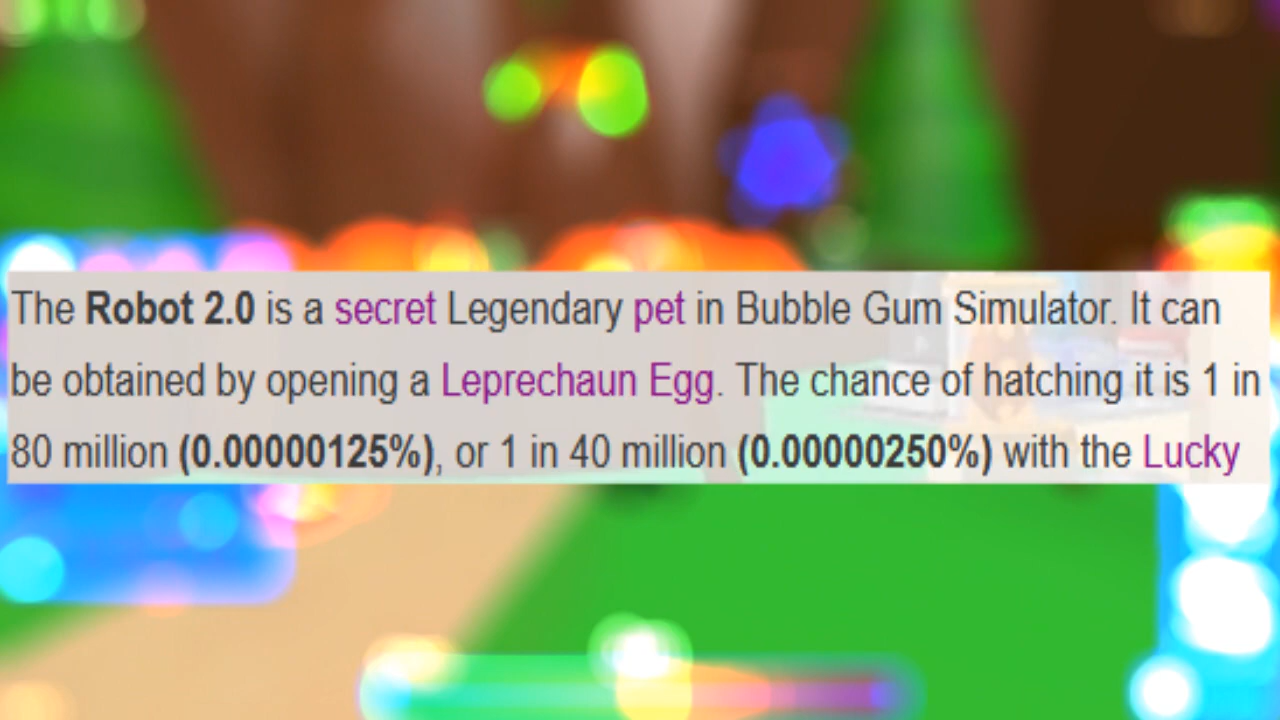 The Robot 2.0 is a secret Legendary pet in Bubble Gum Simulator. It can
be obtained by opening a Leprechaun Egg. The chance of hatching it is 1 in
80 million (0.00000125%), or 1 in 40 million (0.00000250%) with the Lucky